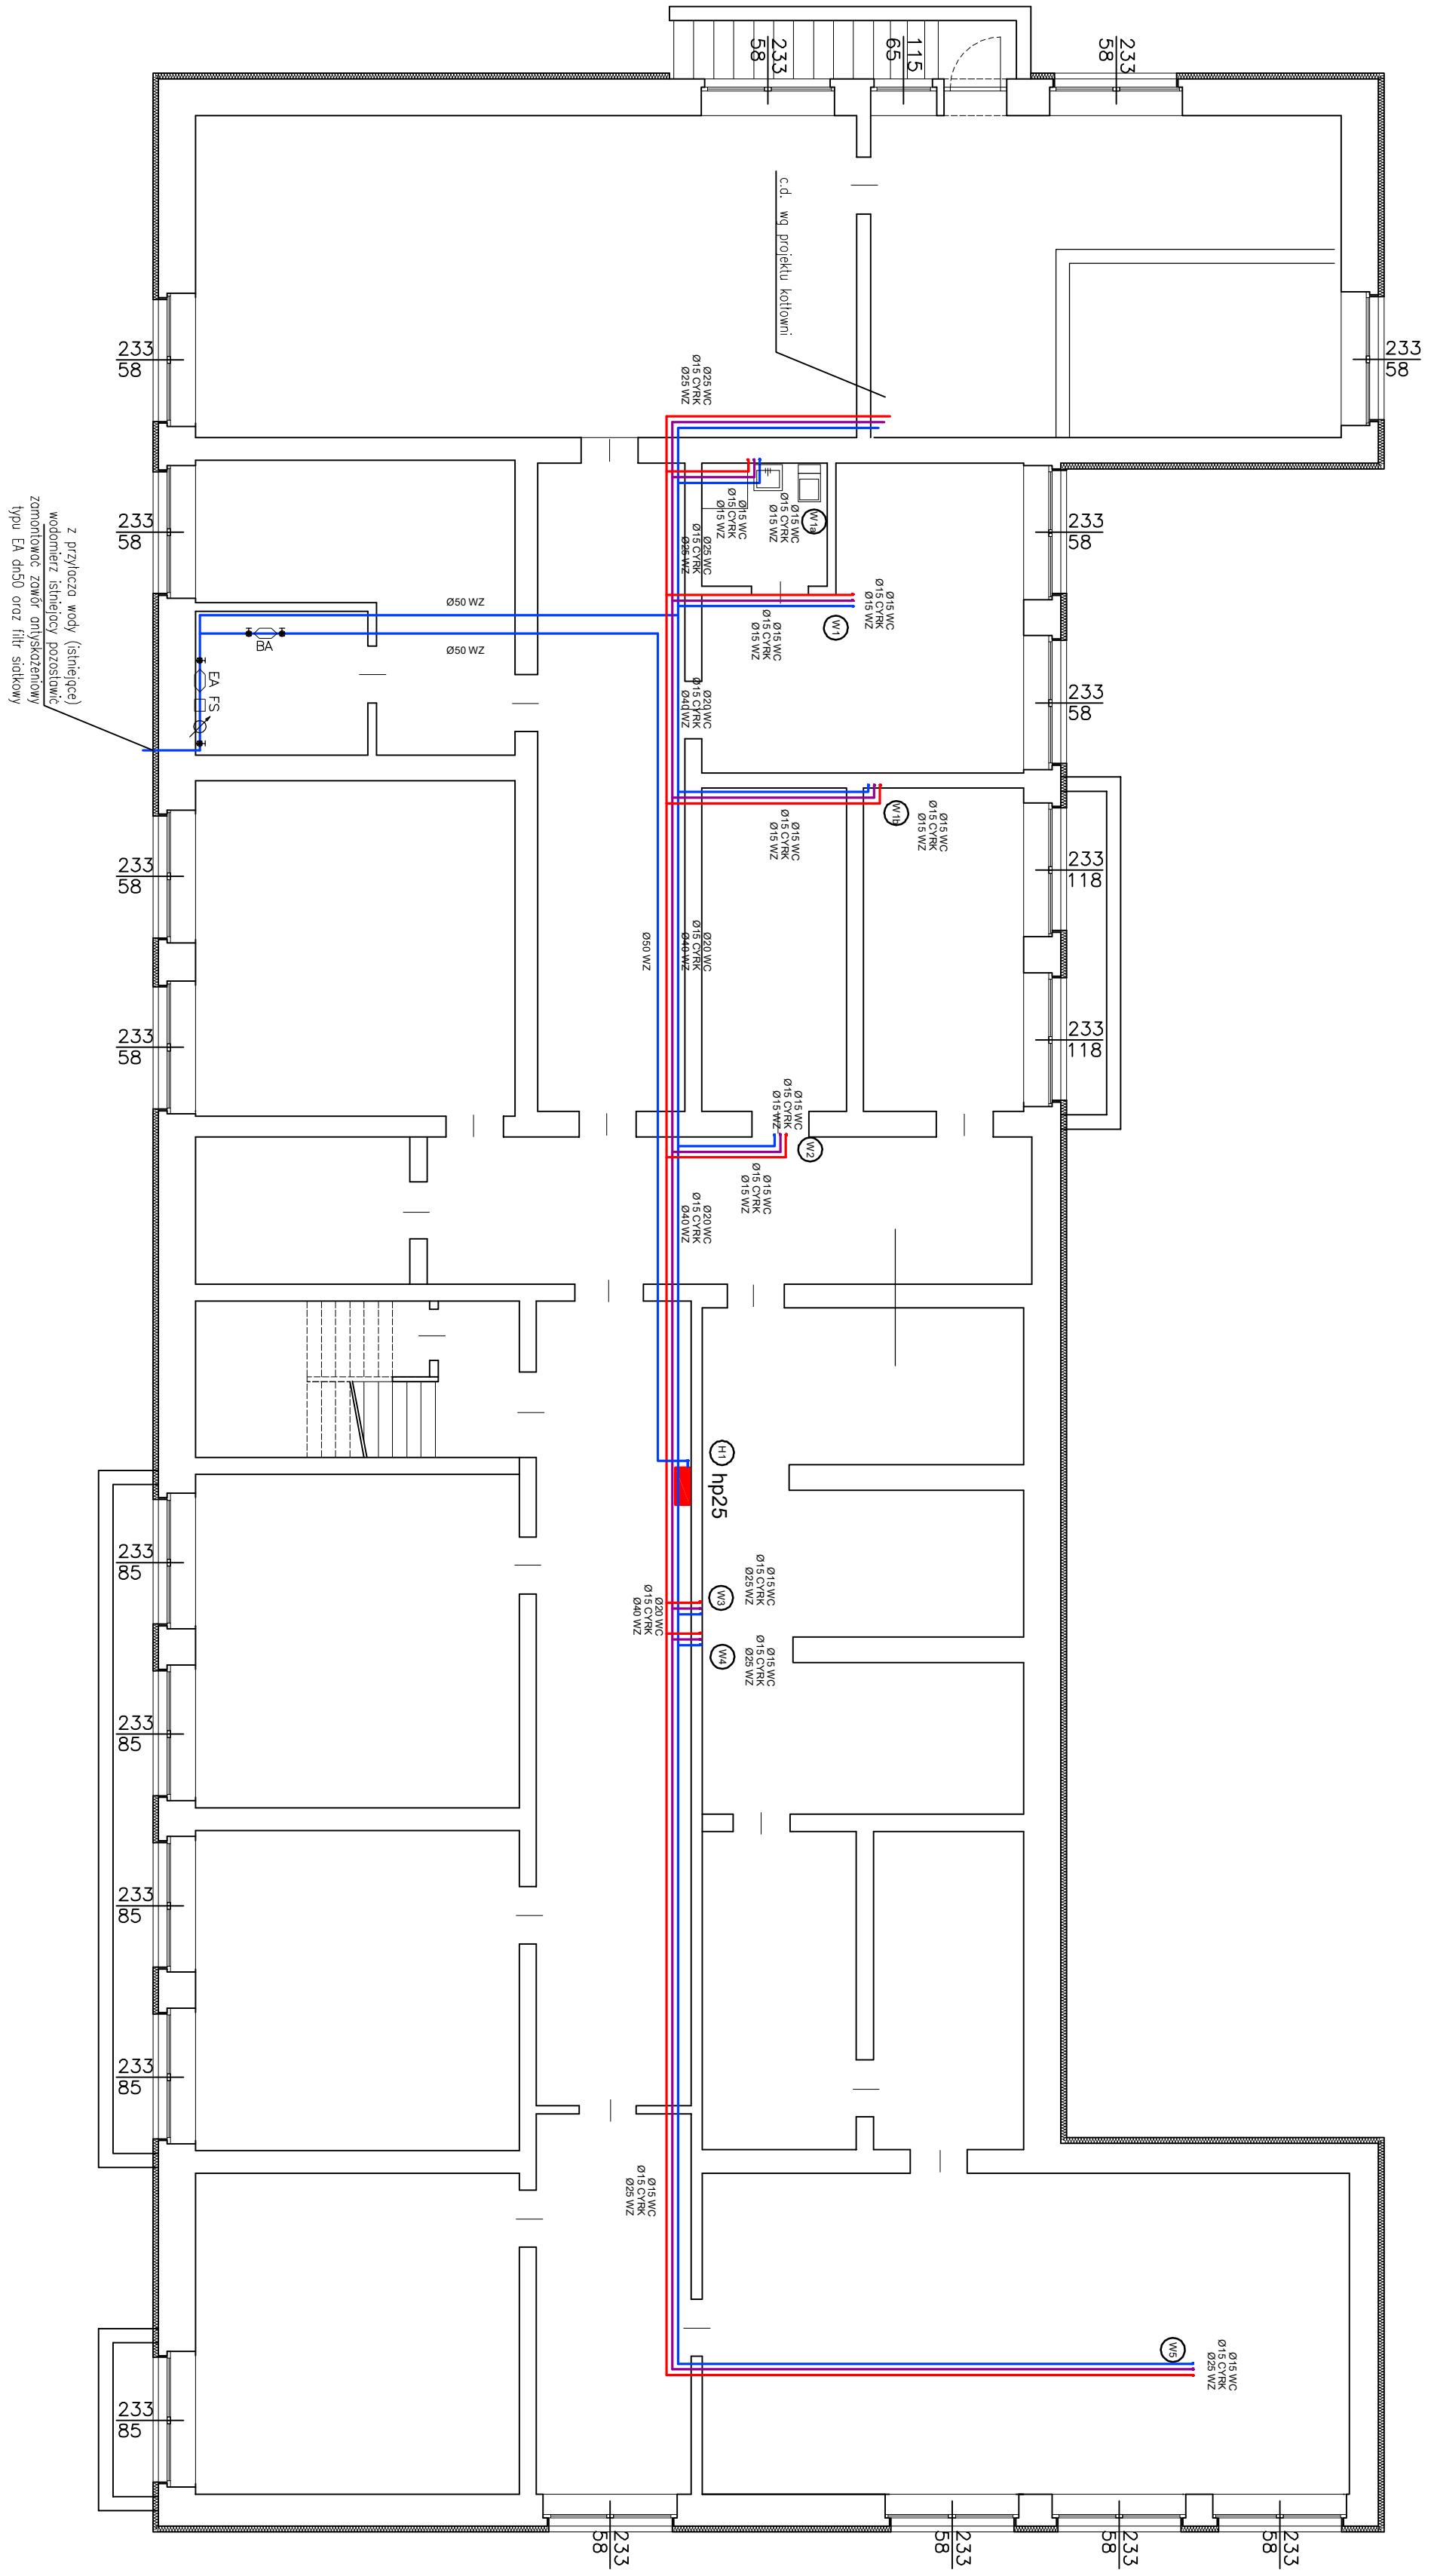 233
58
115
65
233
58
c.d. wg projektu kotłowni
233
58
233
58
Ø25 WC
Ø15 CYRK
Ø25 WZ
233
58
233
58
Ø15 WC
Ø15 CYRK
Ø15 WZ
Ø15 WC
Ø15 CYRK
Ø15 WZ
W1a
Ø25 WC
Ø15 CYRK
Ø25 WZ
z przyłącza wody (istniejące)
wodomierz istniejący pozostawić
zamontować zawór antyskażeniowy
typu EA dn50 oraz filtr siatkowy
Ø50 WZ
BA
Ø50 WZ
EA FS
W1
Ø15 WC
Ø15 CYRK
Ø15 WZ
Ø15 WC
Ø15 CYRK
Ø15 WZ
Ø20 WC
Ø15 CYRK
Ø40 WZ
233
58
W1b
Ø15 WC
Ø15 CYRK
Ø15 WZ
Ø15 WC
Ø15 CYRK
Ø15 WZ
233
118
233
58
Ø50 WZ
Ø20 WC
Ø15 CYRK
Ø40 WZ
233
118
233
58
Ø15 WC
Ø15 CYRK
Ø15 WZ
W2
Ø15 WC
Ø15 CYRK
Ø15 WZ
Ø20 WC
Ø15 CYRK
Ø40 WZ
H1
hp25
233
85
W3
Ø15 WC
Ø15 CYRK
Ø25 WZ
Ø20 WC
Ø15 CYRK
Ø40 WZ
W4
Ø15 WC
Ø15 CYRK
Ø25 WZ
233
85
233
85
233
85
Ø15 WC
Ø15 CYRK
Ø25 WZ
W5
Ø15 WC
Ø15 CYRK
Ø25 WZ
233
85
233
58
233
58
233
58
233
58